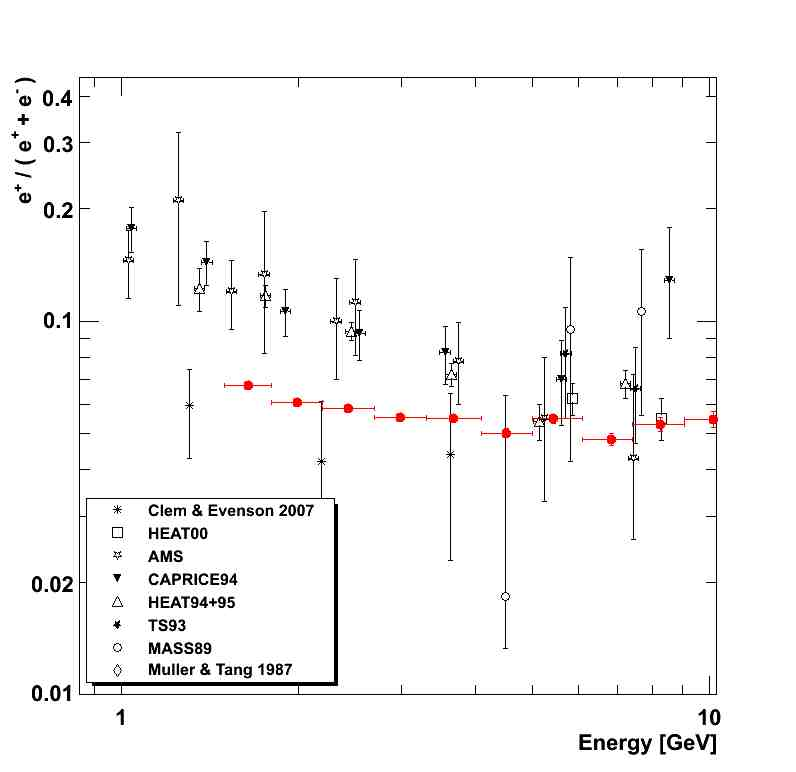 e+ / ( e+ + e- )
0.4
0.3
0.2
0.1
0.02
0.01
Clem & Evenson 2007
HEAT00
AMS
CAPRICE94
HEAT94+95
TS93
MASS89
Muller & Tang 1987
1
10
Energy [GeV]